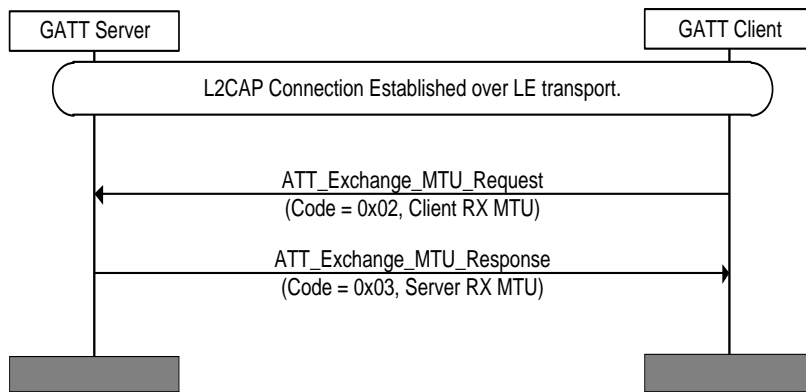 GATT Server
GATT Client
L2CAP Connection Established over LE transport.
ATT_Exchange_MTU_Request
(Code = 0x02, Client RX MTU)
ATT_Exchange_MTU_Response
(Code = 0x03, Server RX MTU)